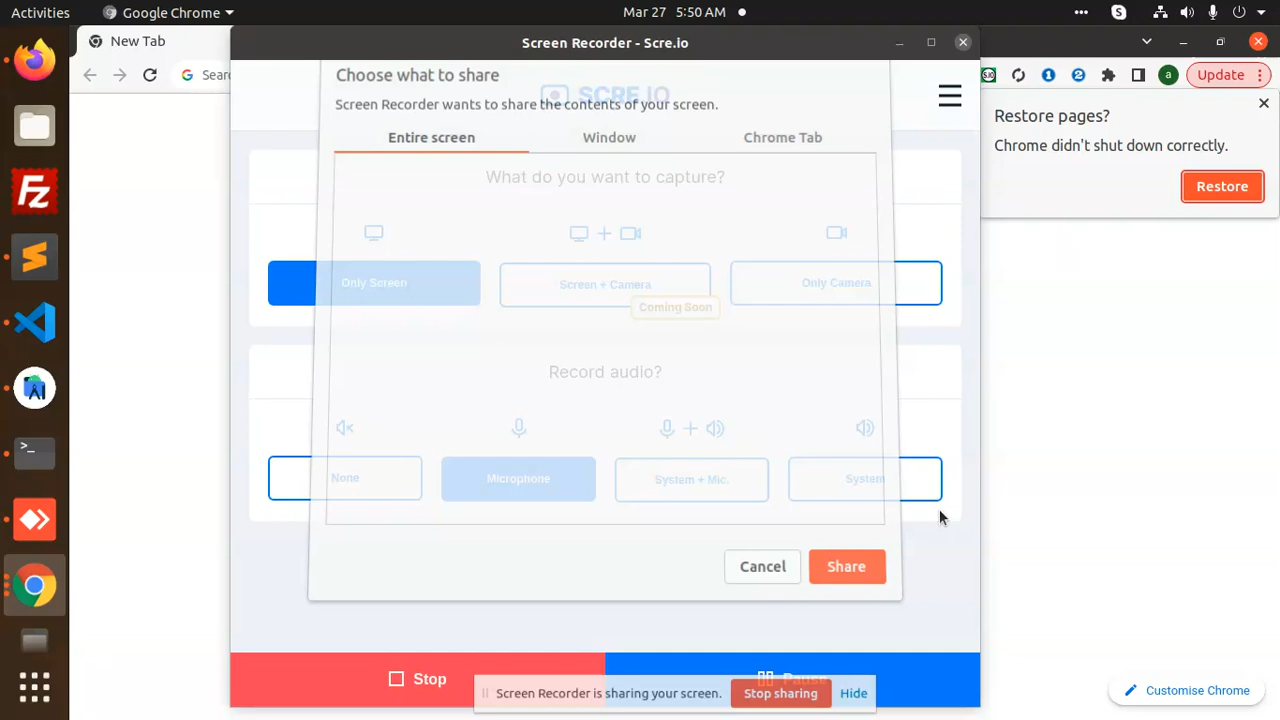 Activities
Google Chrome
Mar 27 5:50 AM
New Tab
Screen Recorder - Scre.io
Sear
Update
a
SCRE.IO
Choose what to share
Screen Recorder wants to share the contents of your screen.
Entire screen
Window
Chrome Tab
Restore pages?
Chrome didn't shut down correctly.
Restore
What do you want to capture?
Only Screen
Screen + Camera
Only Camera
Coming Soon
Record audio?
None
Microphone
System + Mic.
System
Cancel
Share
Stop
Pause
Screen Recorder is sharing your screen.
Stop sharing
Hide
Customise Chrome